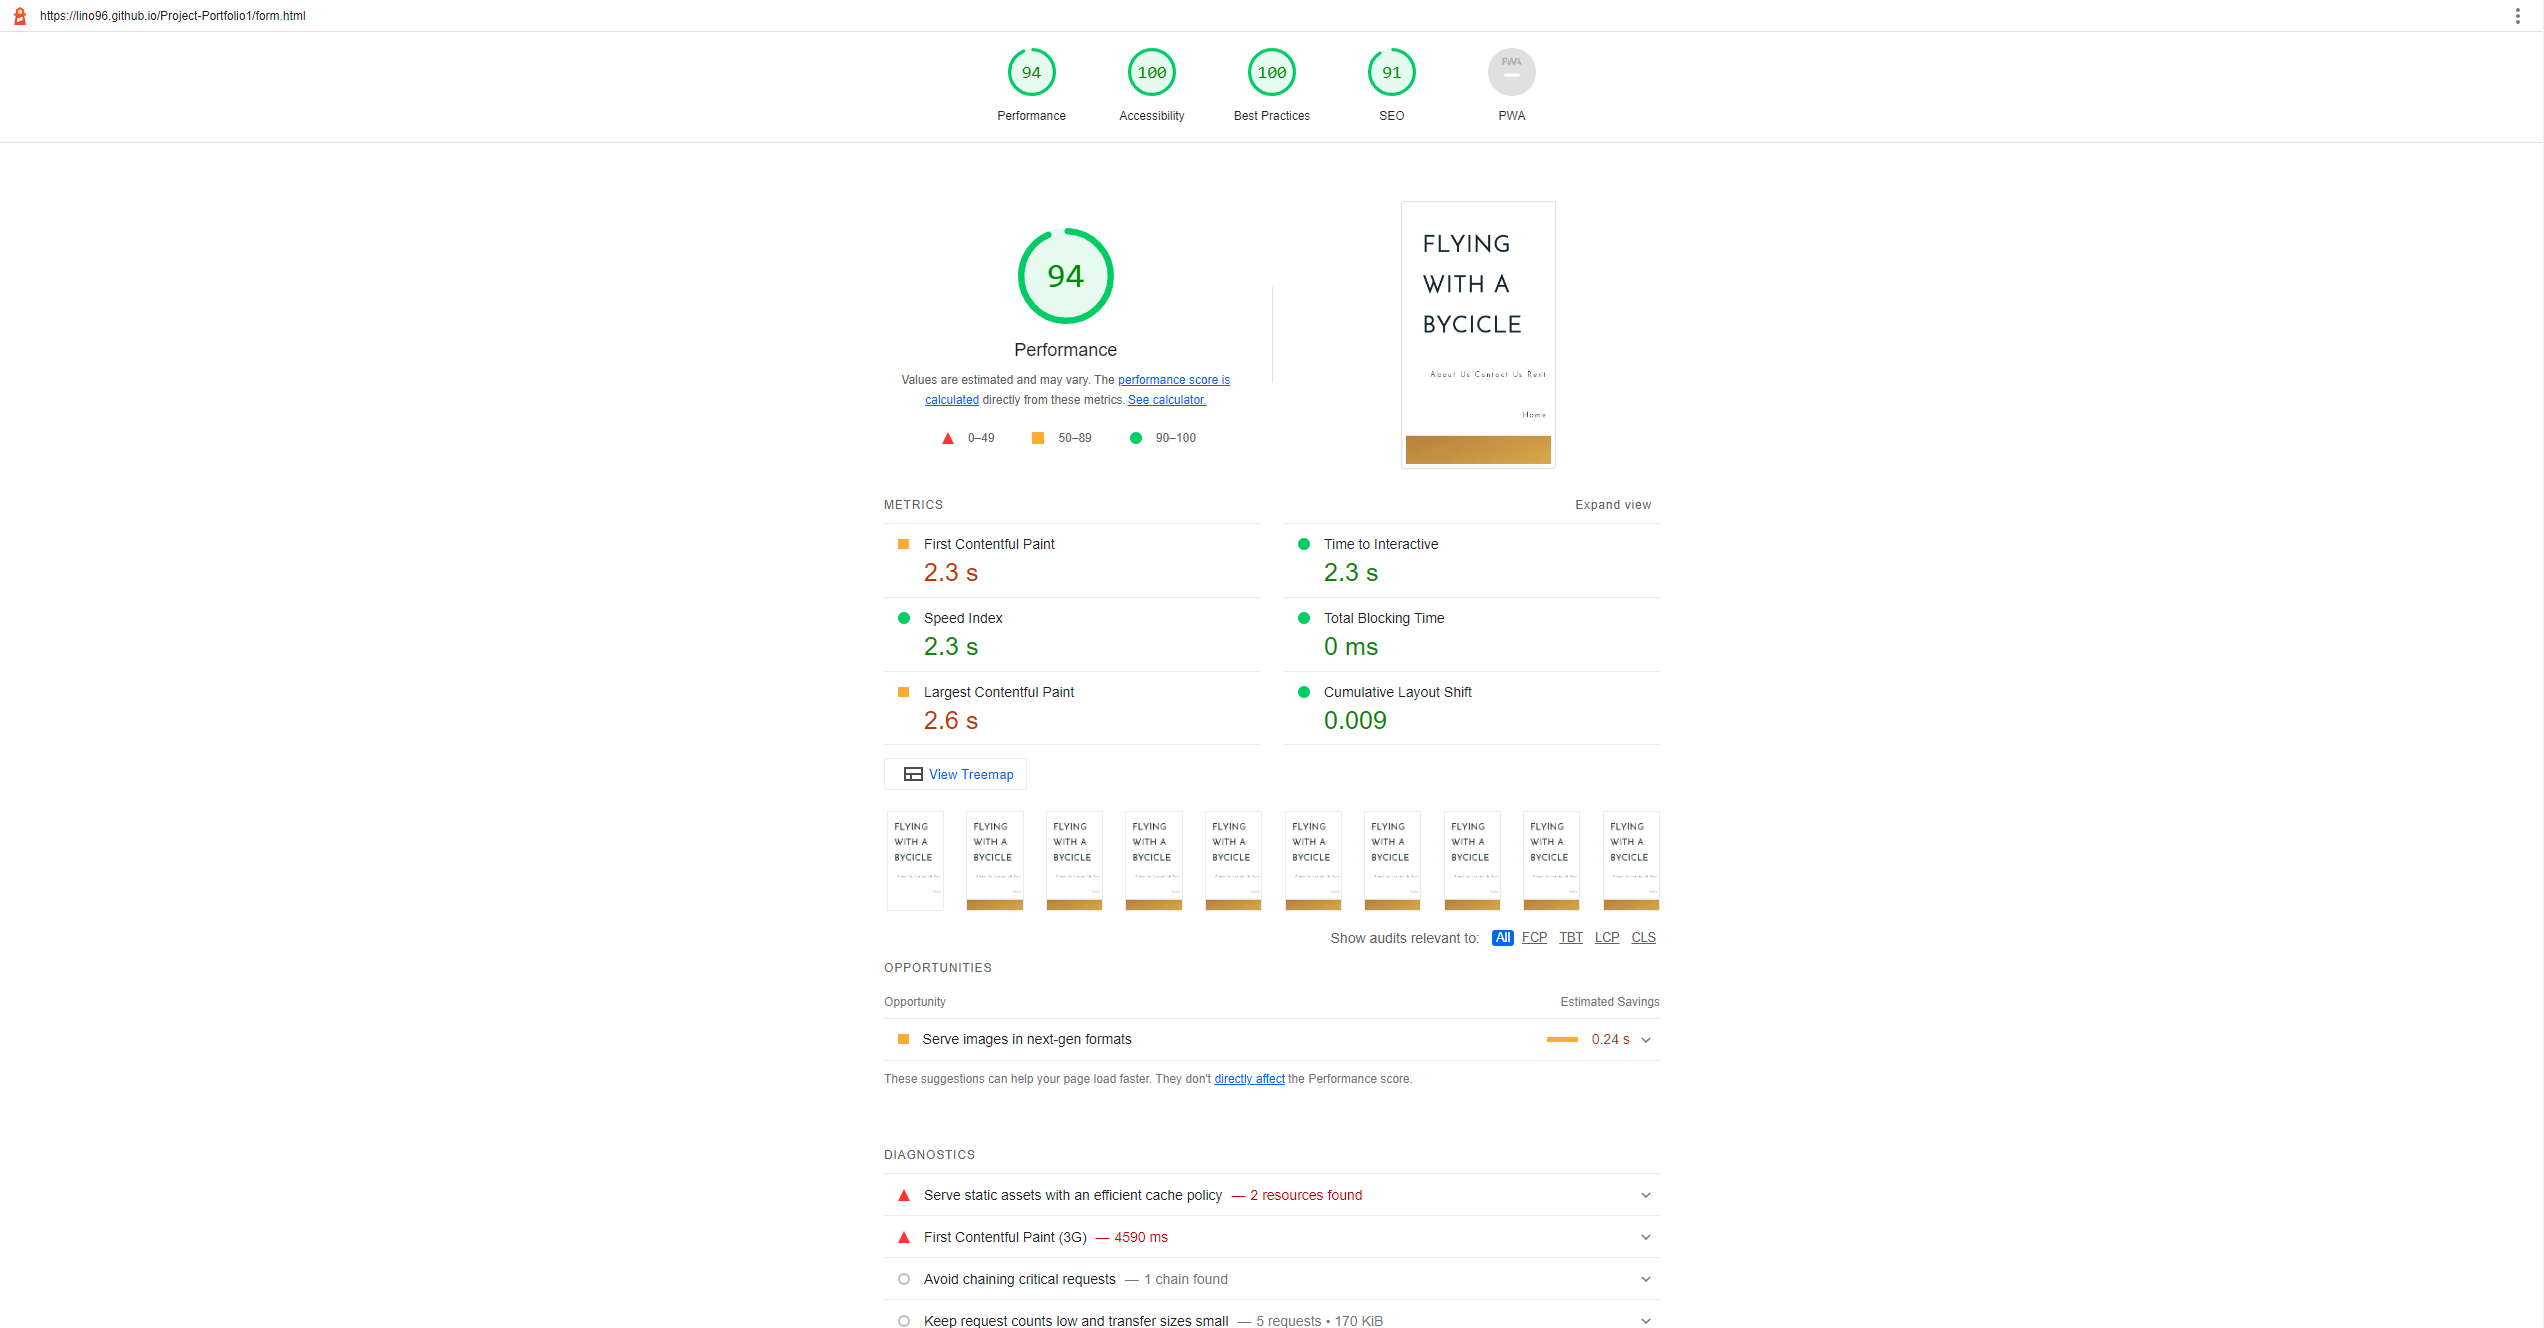 https://lino96.github.io/Project-Portfolio1/form.html
94
100
100
91
PWA
Performance
Accessibility
Best Practices
SEO
PWA
94
Performance
Values are estimated and may vary. The performance score is
calculated directly from these metrics. See calculator.
0–49
50–89
90–100
FLYING
WITH A
BYCICLE
About Us Contact Us Rent
Home
METRICS
Expand view
First Contentful Paint
2.3 s
Time to Interactive
2.3 s
Speed Index
2.3 s
Total Blocking Time
0 ms
Largest Contentful Paint
2.6 s
Cumulative Layout Shift
0.009
View Treemap
FLYING FLYING FLYING FLYING FLYING FLYING FLYING FLYING FLYING FLYING
WITH A WITH A WITH A WITH A WITH A WITH A WITH A WITH A WITH A WITH A
BYCICLE BYCICLE BYCICLE BYCICLE BYCICLE BYCICLE BYCICLE BYCICLE BYCICLE BYCICLE
Show audits relevant to: All FCP TBT LCP CLS
OPPORTUNITIES
Opportunity
Estimated Savings
Serve images in next-gen formats
0.24 s
These suggestions can help your page load faster. They don't directly affect the Performance score.
DIAGNOSTICS
Serve static assets with an efficient cache policy — 2 resources found
First Contentful Paint (3G) — 4590 ms
Avoid chaining critical requests — 1 chain found
Keep request counts low and transfer sizes small — 5 requests • 170 KiB